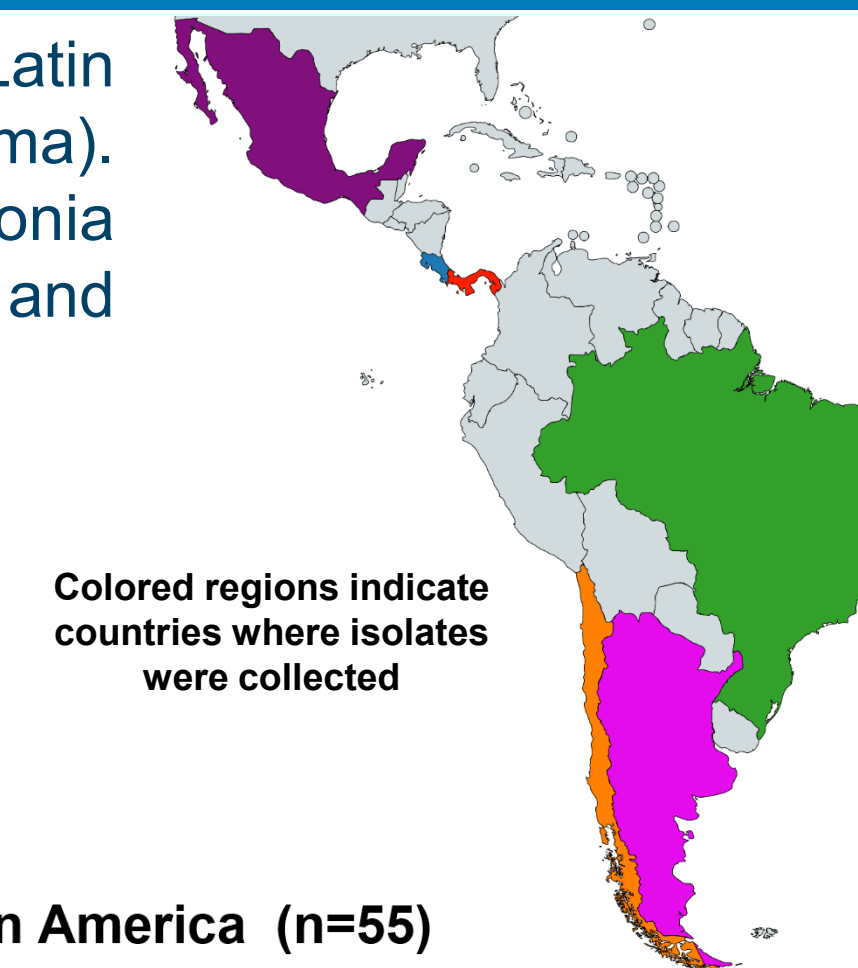 Latin
ma).
onia
and
Colored regions indicate
countries where isolates
were collected
n America (n=55)